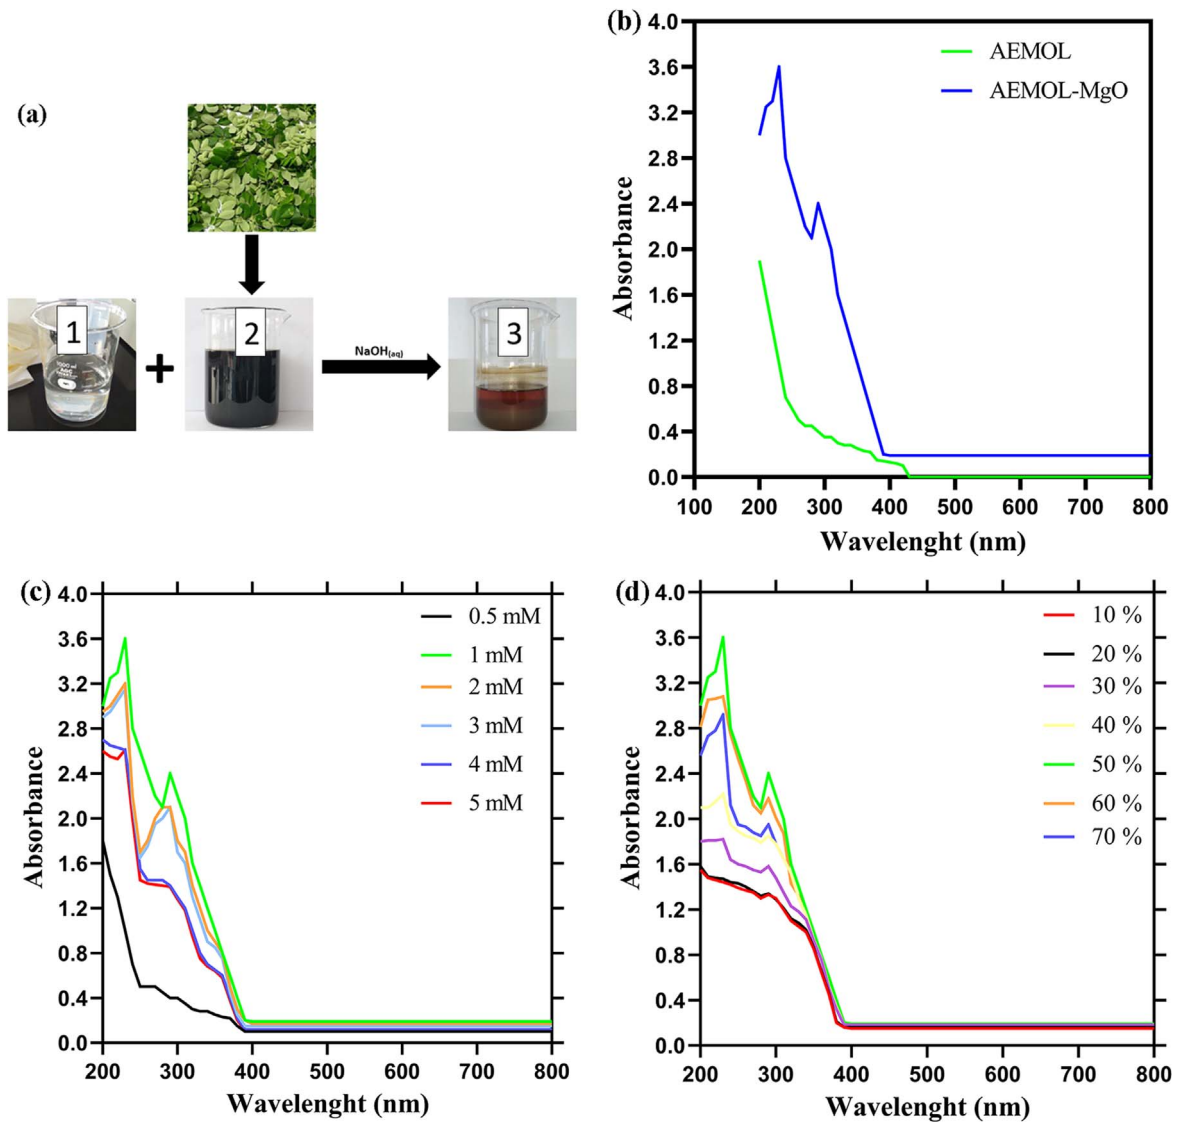 (a)
1
+
2
NaOH(aq)
3
(b)
4.0
3.6
3.2
2.8
2.4
2.0
1.6
1.2
0.8
0.4
0.0
Absorbance
AEMOL
AEMOL-MgO
100 200 300 400 500 600 700 800
Wavelenght (nm)
(c)
4.0
3.6
3.2
2.8
2.4
2.0
1.6
1.2
0.8
0.4
0.0
Absorbance
0.5 mM
1 mM
2 mM
3 mM
4 mM
5 mM
200 300 400 500 600 700 800
Wavelenght (nm)
(d)
4.0
3.6
3.2
2.8
2.4
2.0
1.6
1.2
0.8
0.4
0.0
Absorbance
10 %
20 %
30 %
40 %
50 %
60 %
70 %
200 300 400 500 600 700 800
Wavelenght (nm)